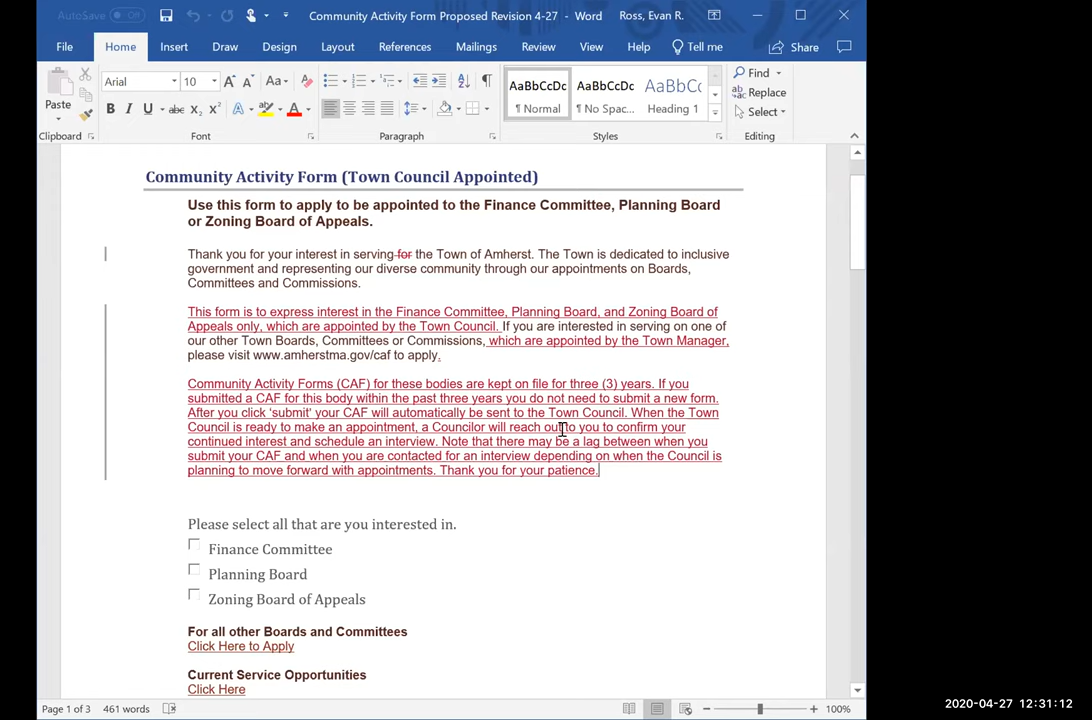 AutoSave Off Community Activity Form Proposed Revision 4-27 - Word Ross, Evan R.
File Home Insert Draw Design Layout References Mailings Review View Help Tell me Share
Paste Arial 10 A A Aa AaBbCcDc AaBbCcDc AaBbCc Find
Replace
B I U abc x₂ x² A A ¶ Normal ¶ No Spac... Heading 1 Select
Clipboard Font Paragraph Styles Editing
Community Activity Form (Town Council Appointed)
Use this form to apply to be appointed to the Finance Committee, Planning Board
or Zoning Board of Appeals.
Thank you for your interest in serving for the Town of Amherst. The Town is dedicated to inclusive
government and representing our diverse community through our appointments on Boards,
Committees and Commissions.
This form is to express interest in the Finance Committee, Planning Board, and Zoning Board of
Appeals only, which are appointed by the Town Council. If you are interested in serving on one of
our other Town Boards, Committees or Commissions, which are appointed by the Town Manager,
please visit www.amherstma.gov/caf to apply.
Community Activity Forms (CAF) for these bodies are kept on file for three (3) years. If you
submitted a CAF for this body within the past three years you do not need to submit a new form.
After you click ‘submit’ your CAF will automatically be sent to the Town Council. When the Town
Council is ready to make an appointment, a Councilor will reach out to you to confirm your
continued interest and schedule an interview. Note that there may be a lag between when you
submit your CAF and when you are contacted for an interview depending on when the Council is
planning to move forward with appointments. Thank you for your patience.
Please select all that are you interested in.
Finance Committee
Planning Board
Zoning Board of Appeals
For all other Boards and Committees
Click Here to Apply
Current Service Opportunities
Click Here
Page 1 of 3 461 words 100%
2020-04-27 12:31:12